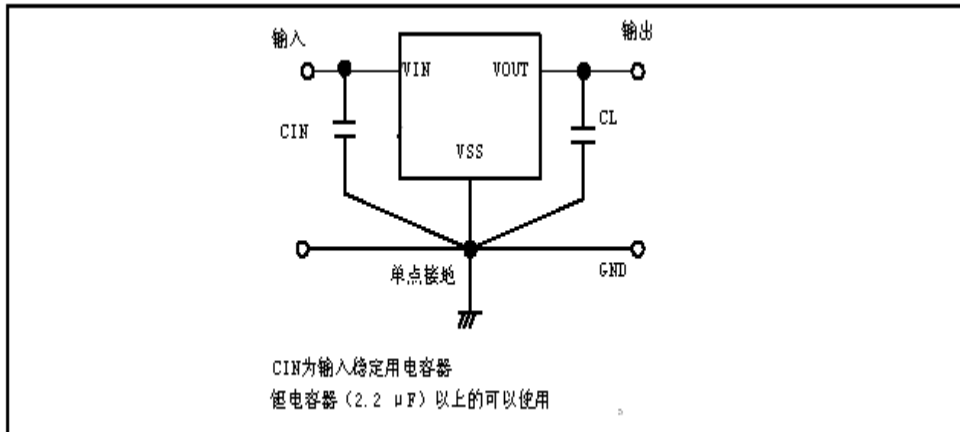 输入
输出
VIN
VOUT
CIN
CL
VSS
单点接地
GND
CIN为输入稳定用电容器
钽电容器(2.2 μF)以上的可以使用